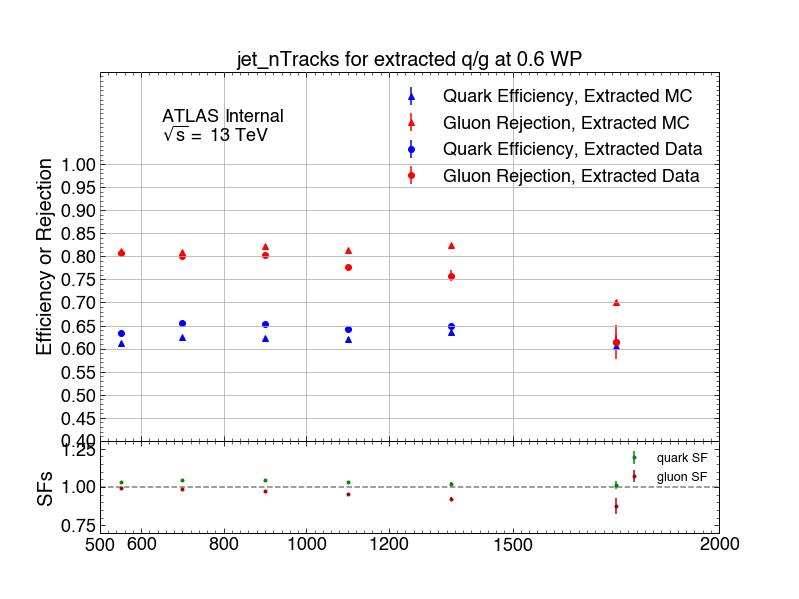 jet_nTracks for extracted q/g at 0.6 WP
ATLAS Internal
√s = 13 TeV
Quark Efficiency, Extracted MC
Gluon Rejection, Extracted MC
Quark Efficiency, Extracted Data
Gluon Rejection, Extracted Data
Efficiency or Rejection
1.00
0.95
0.90
0.85
0.80
0.75
0.70
0.65
0.60
0.55
0.50
0.45
0.40
SFs
1.25
1.00
0.75
quark SF
gluon SF
500 600 800 1000 1200 1500 2000